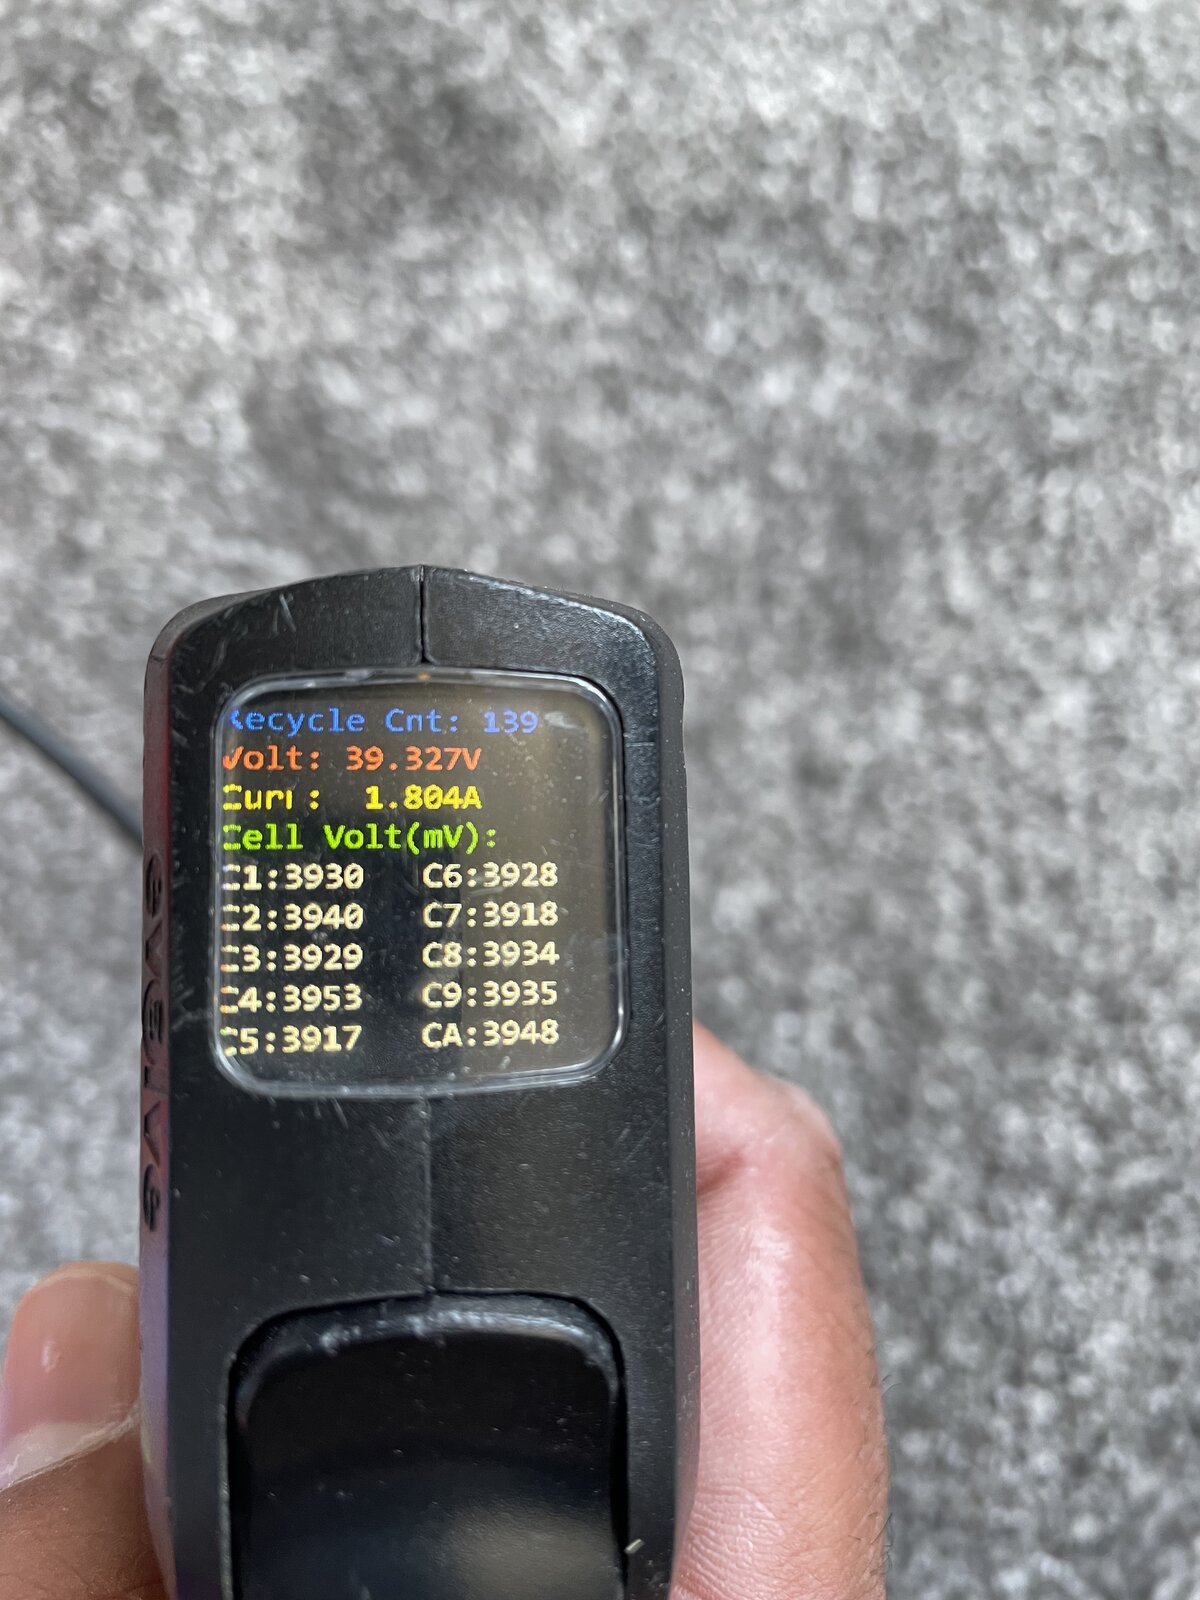 Recycle Cnt: 139
Volt: 39.327V
Curr: 1.804A
Cell Volt(mV):
C1:3930 C6:3928
C2:3940 C7:3918
C3:3929 C8:3934
C4:3953 C9:3935
C5:3917 CA:3948